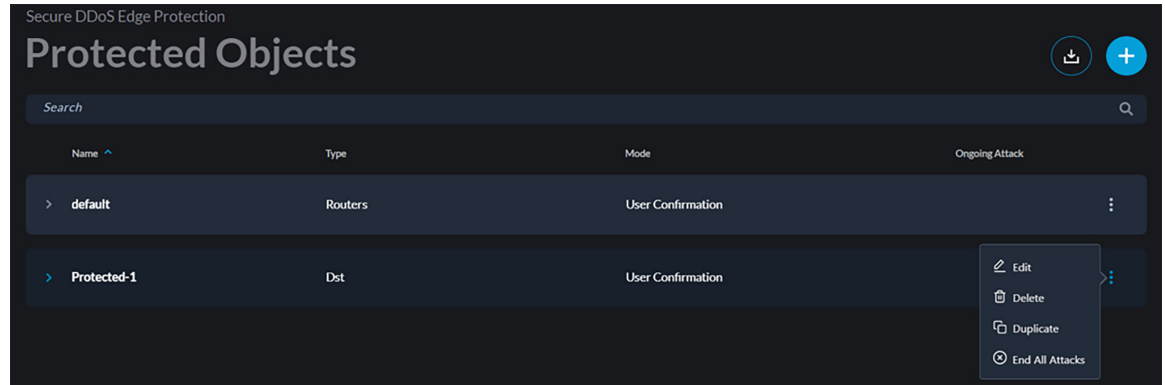 Secure DDoS Edge Protection
Protected Objects
Search
Name Type Mode Ongoing Attack
default Routers User Confirmation
Protected-1 Dst User Confirmation
Edit
Delete
Duplicate
End All Attacks